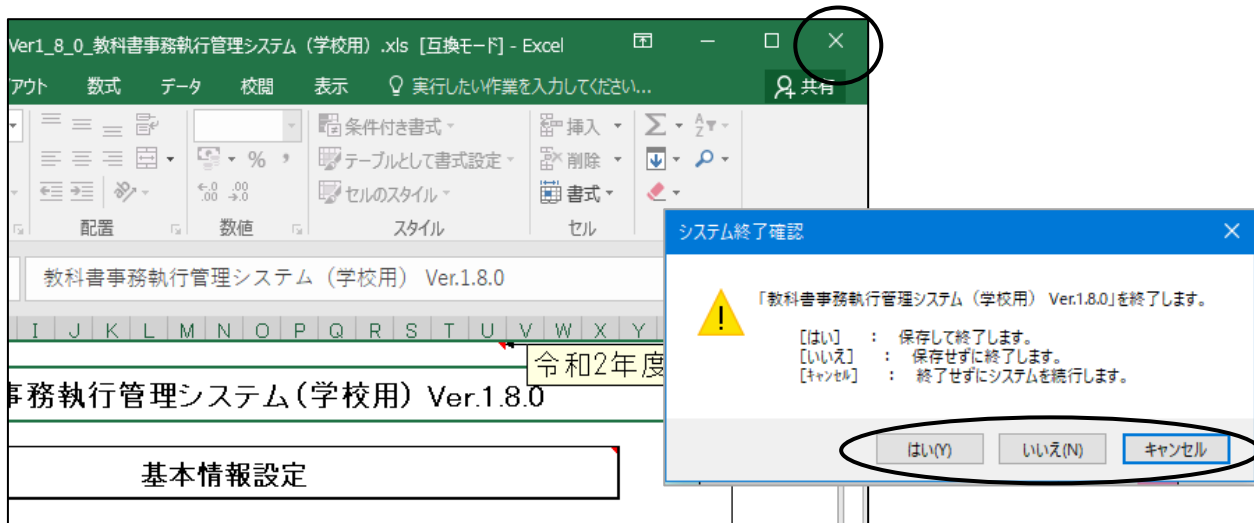 Ver1_8_0_教科書事務執行管理システム（学校用）.xls [互換モード] - Excel
アウト 数式 データ 校閲 表示 実行したい作業を入力してください... 共有
条件付き書式 挿入
% テーブルとして書式設定 削除
セルのスタイル 書式
配置 数値 スタイル セル
教科書事務執行管理システム（学校用） Ver.1.8.0
I J K L M N O P Q R S T U V W X Y
令和2年度
事務執行管理システム(学校用) Ver.1.8.0
基本情報設定
システム終了確認
「教科書事務執行管理システム（学校用） Ver.1.8.0」を終了します。
[はい] ： 保存して終了します。
[いいえ] ： 保存せずに終了します。
[キャンセル] ： 終了せずにシステムを続行します。
はい(Y) いいえ(N) キャンセル